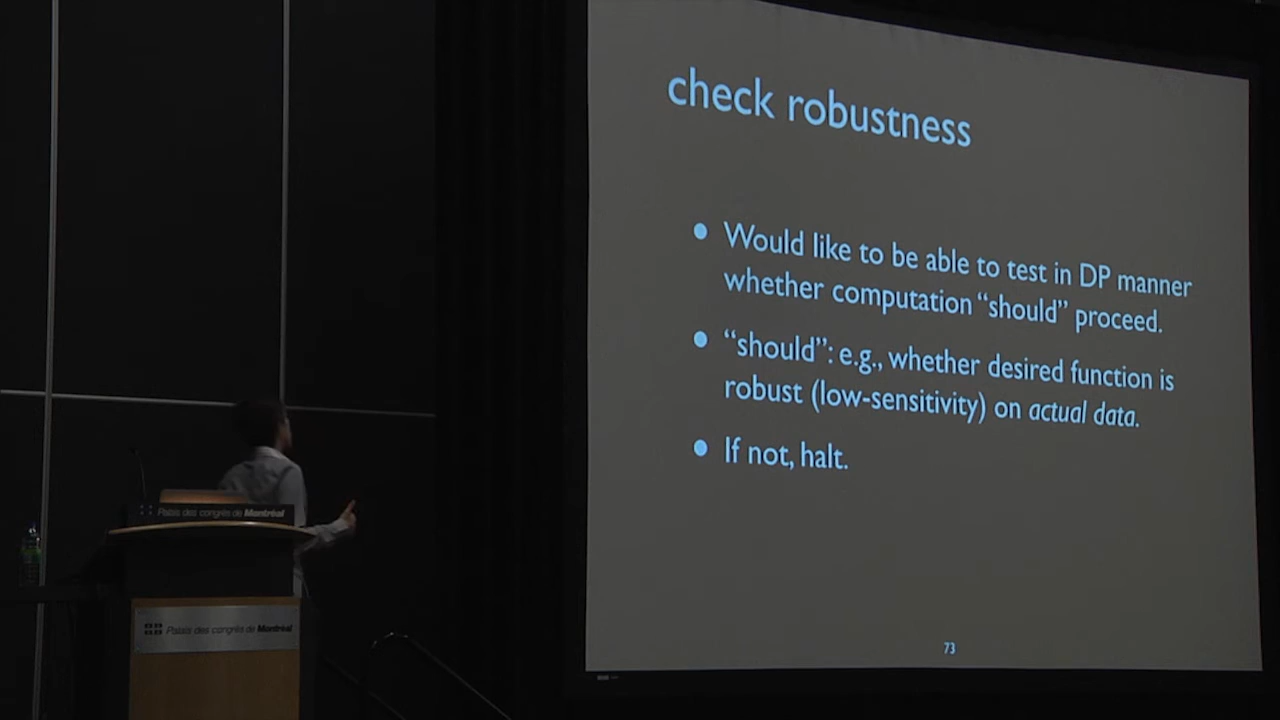 check robustness
• Would like to be able to test in DP manner
whether computation “should” proceed.
• “should”: e.g., whether desired function is
robust (low-sensitivity) on actual data.
• If not, halt.
73
Palais des congrès de Montréal
Palais des congrès de Montréal